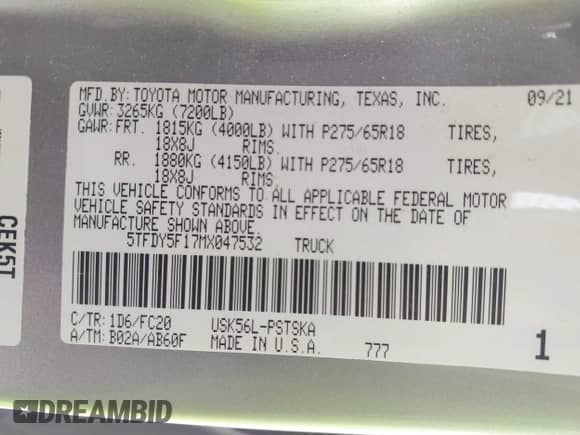 MFD. BY: TOYOTA MOTOR MANUFACTURING, TEXAS, INC. 09/21
GVWR: 3265KG (7200LB)
GAWR: FRT. 1815KG (4000LB) WITH P275/65R18 TIRES,
18X8J RIMS.
RR. 1880KG (4150LB) WITH P275/65R18 TIRES,
18X8J RIMS
THIS VEHICLE CONFORMS TO ALL APPLICABLE FEDERAL MOTOR
VEHICLE SAFETY STANDARDS IN EFFECT ON THE DATE OF
MANUFACTURE SHOWN ABOVE.
5TFDY5F17MX047532 TRUCK
C/TR: 1D6/FC20 USK56L-PSTSKA
A/TM: B02A/AB60F MADE IN U.S.A. 777 1
CEK5T
DREAMBID